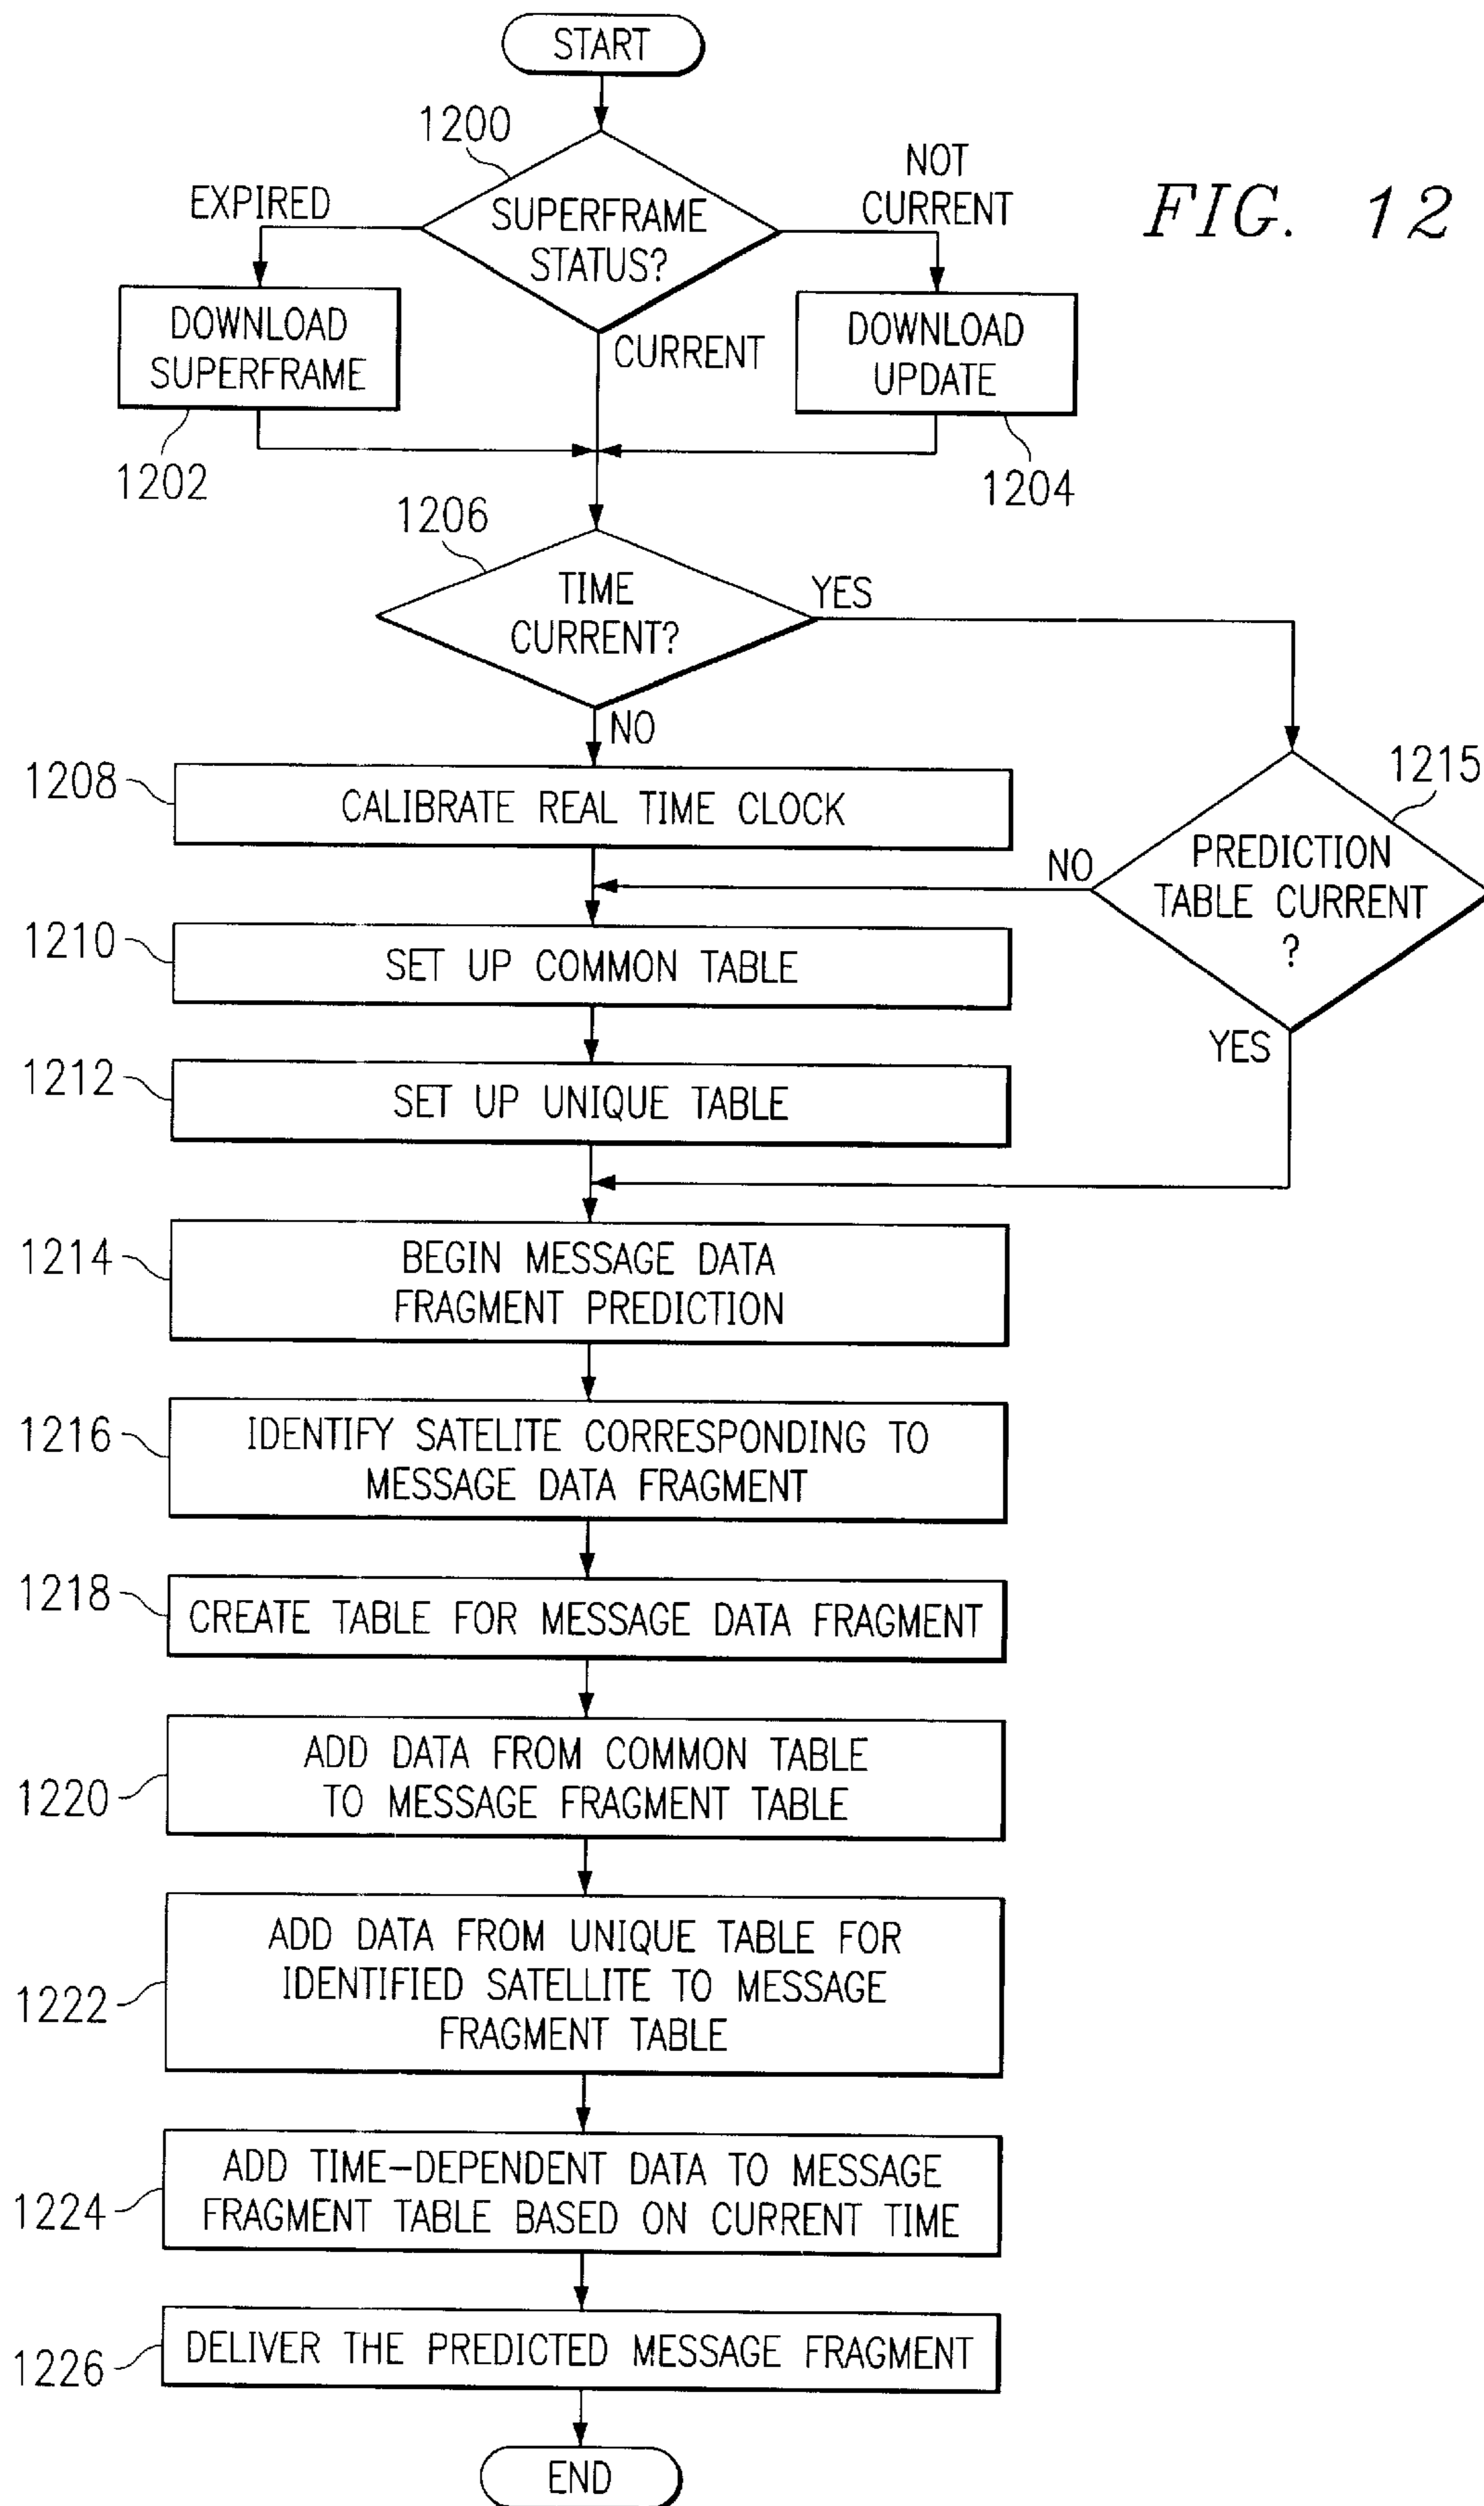 START
1200
NOT
CURRENT
EXPIRED
SUPERFRAME
STATUS?
FIG. 12
DOWNLOAD
SUPERFRAME
CURRENT
DOWNLOAD
UPDATE
1202
1204
1206
TIME
CURRENT?
YES
NO
1208
CALIBRATE REAL TIME CLOCK
1215
PREDICTION
TABLE CURRENT
?
NO
YES
1210
SET UP COMMON TABLE
1212
SET UP UNIQUE TABLE
1214
BEGIN MESSAGE DATA
FRAGMENT PREDICTION
1216
IDENTIFY SATELITE CORRESPONDING TO
MESSAGE DATA FRAGMENT
1218
CREATE TABLE FOR MESSAGE DATA FRAGMENT
1220
ADD DATA FROM COMMON TABLE
TO MESSAGE FRAGMENT TABLE
1222
ADD DATA FROM UNIQUE TABLE FOR
IDENTIFIED SATELLITE TO MESSAGE
FRAGMENT TABLE
1224
ADD TIME-DEPENDENT DATA TO MESSAGE
FRAGMENT TABLE BASED ON CURRENT TIME
1226
DELIVER THE PREDICTED MESSAGE FRAGMENT
END